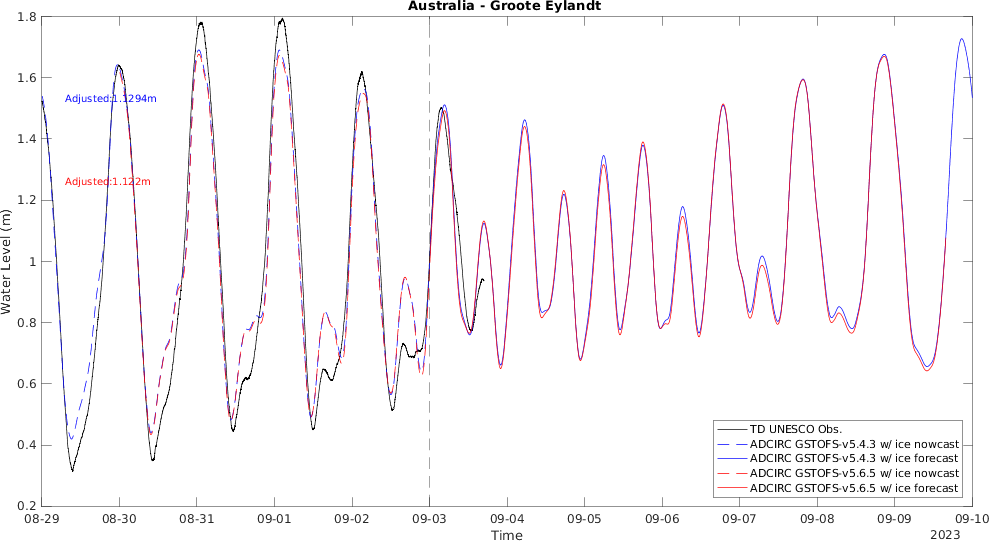 Australia - Groote Eylandt
Water Level (m)
1.8
1.6
1.4
1.2
1
0.8
0.6
0.4
0.2
Adjusted:1.1294m
Adjusted:1.122m
TD UNESCO Obs.
ADCIRC GSTOFS-v5.4.3 w/ ice nowcast
ADCIRC GSTOFS-v5.4.3 w/ ice forecast
ADCIRC GSTOFS-v5.6.5 w/ ice nowcast
ADCIRC GSTOFS-v5.6.5 w/ ice forecast
08-29 08-30 08-31 09-01 09-02 09-03 09-04 09-05 09-06 09-07 09-08 09-09 09-10
Time
2023